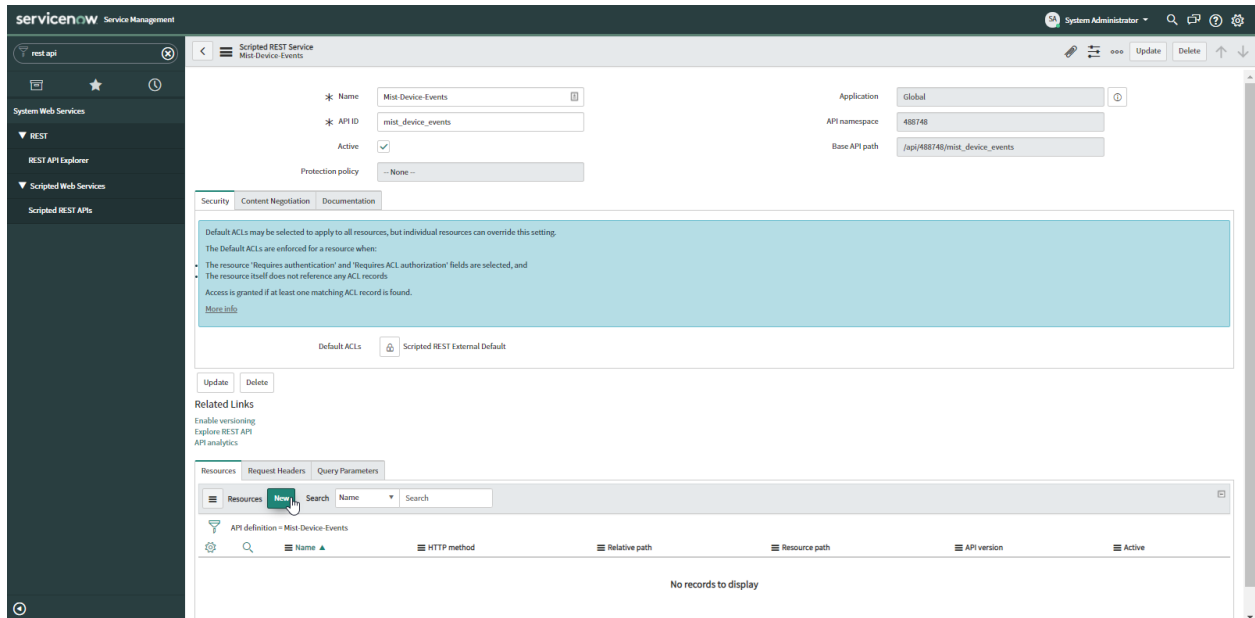 servicenow Service Management
SA System Administrator
rest api
Scripted REST Service
Mist-Device-Events
Update Delete
System Web Services
REST
REST API Explorer
Scripted Web Services
Scripted REST APIs
Name Mist-Device-Events
Application Global
API ID mist_device_events
API namespace 488748
Active
Base API path /api/488748/mist_device_events
Protection policy -- None --
Security Content Negotiation Documentation
Default ACLs may be selected to apply to all resources, but individual resources can override this setting.
The Default ACLs are enforced for a resource when:
The resource 'Requires authentication' and 'Requires ACL authorization' fields are selected, and
The resource itself does not reference any ACL records
Access is granted if at least one matching ACL record is found.
More info
Default ACLs Scripted REST External Default
Update Delete
Related Links
Enable versioning
Explore REST API
API analytics
Resources Request Headers Query Parameters
Resources New Search Name Search
API definition = Mist-Device-Events
Name HTTP method Relative path Resource path API version Active
No records to display